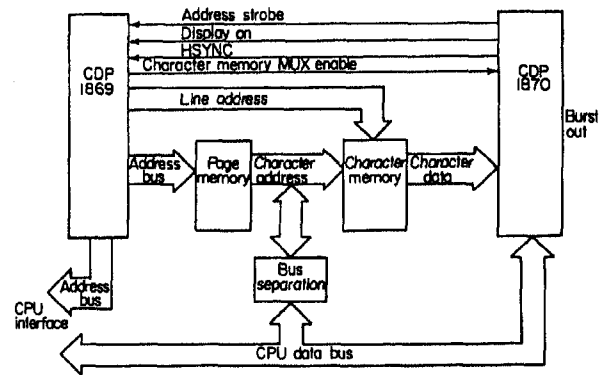 Address strobe
Display on
HSYNC
Character memory MUX enable
CDP
1869
CDP
1870
Line address
Burst
out
Address
bus
Page
memory
Character
address
Character
memory
Character
data
Bus
separation
Address
bus
CPU
interface
CPU data bus